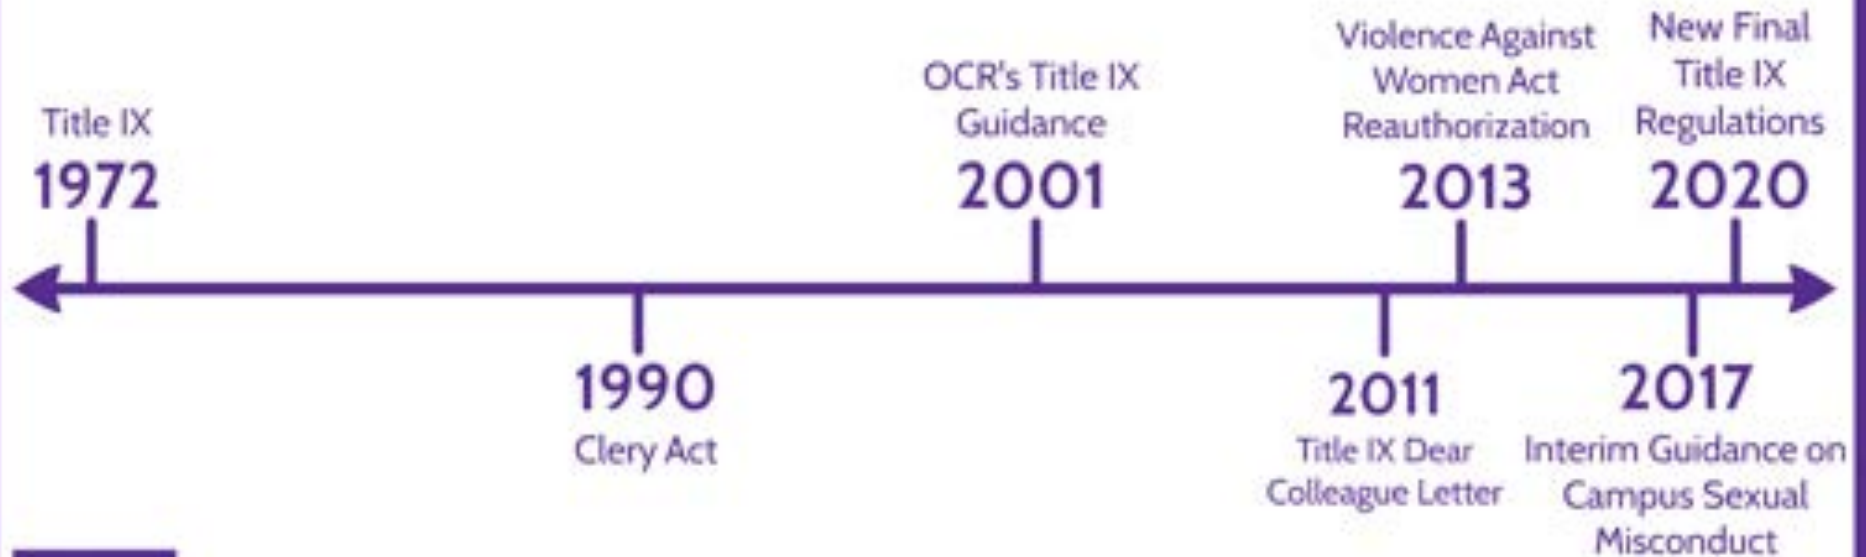 Title IX
1972
1990
Clery Act
OCR's Title IX
Guidance
2001
2011
Title IX Dear
Colleague Letter
Violence Against
Women Act
Reauthorization
2013
2017
Interim Guidance on
Campus Sexual
Misconduct
New Final
Title IX
Regulations
2020